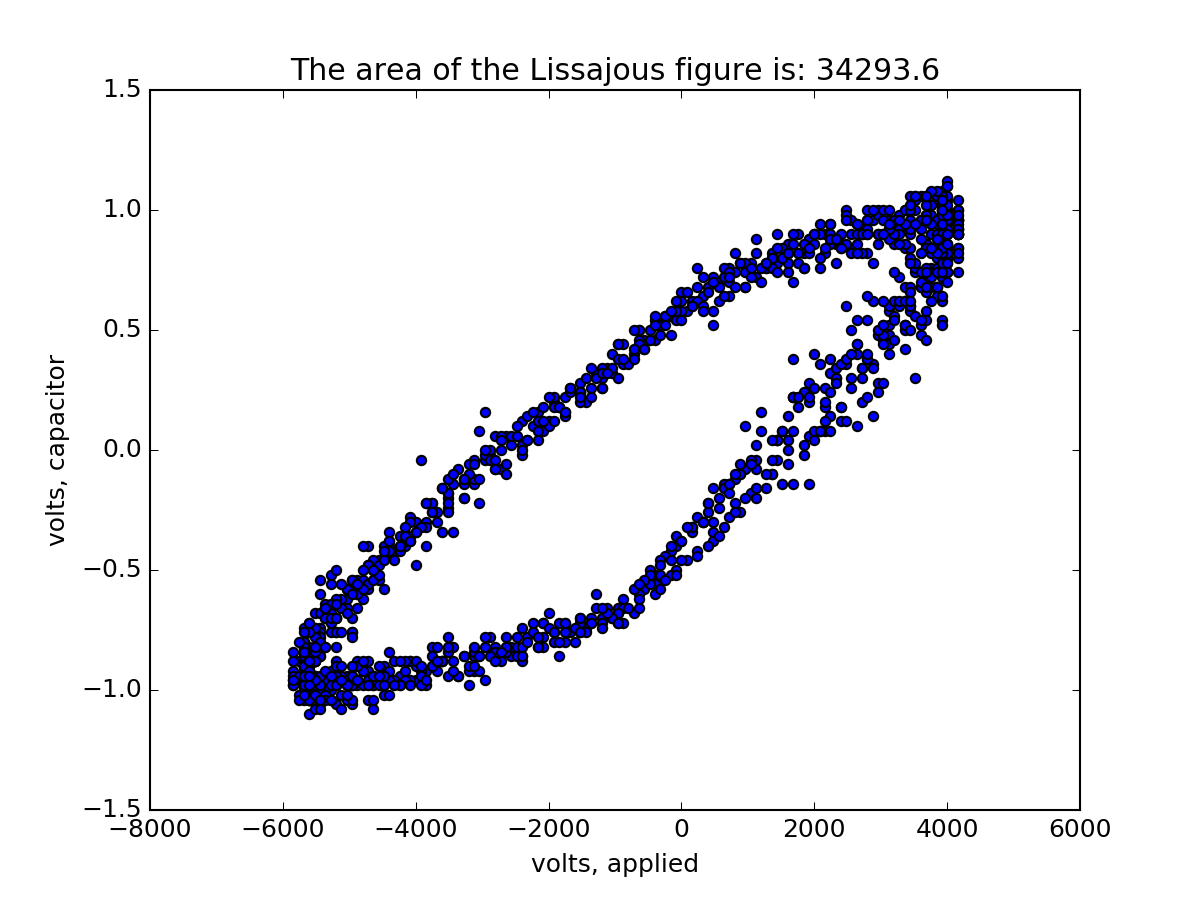 The area of the Lissajous figure is: 34293.6
1.5
1.0
0.5
0.0
−0.5
−1.0
−1.5
volts, capacitor
−8000 −6000 −4000 −2000 0 2000 4000 6000
volts, applied